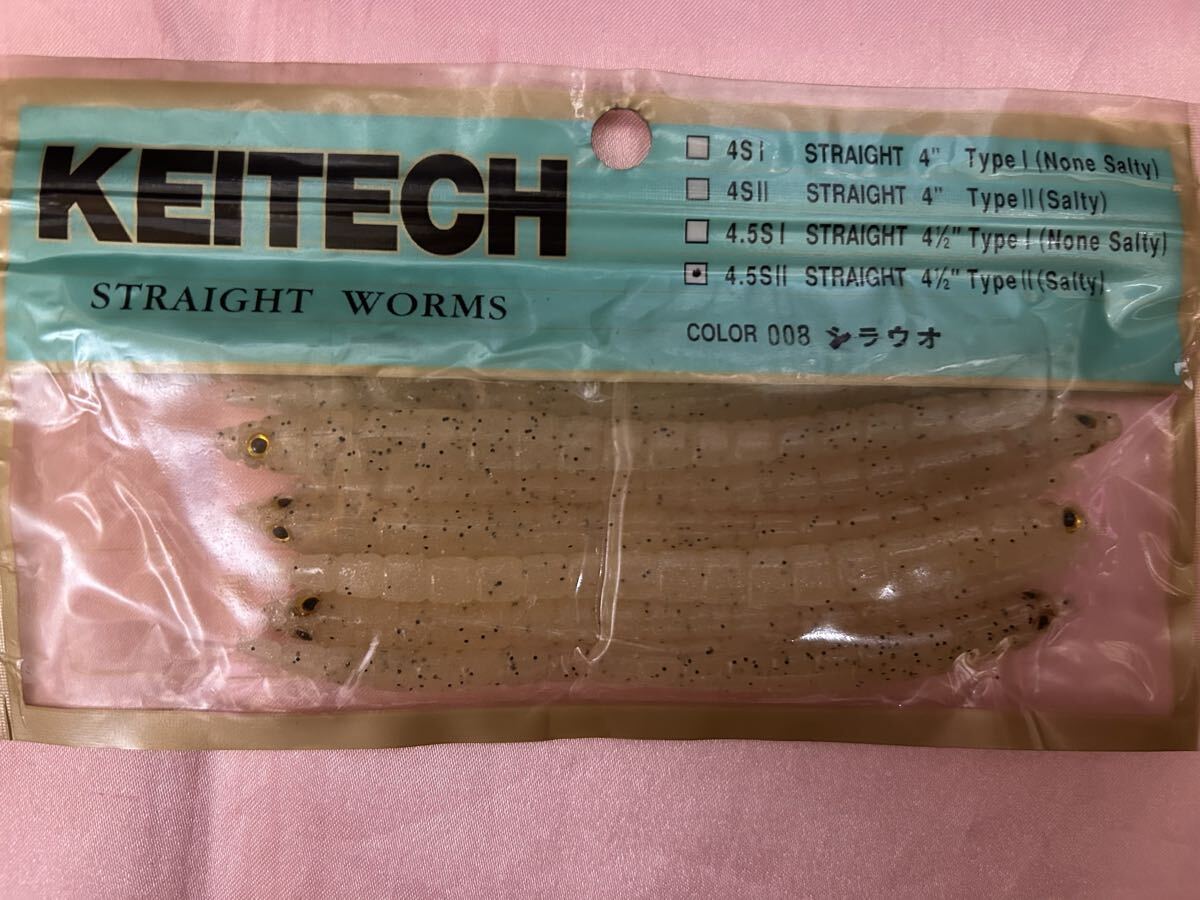 KEITECH
STRAIGHT WORMS
4S I STRAIGHT 4" Type I (None Salty)
4S II STRAIGHT 4" Type II (Salty)
4.5S I STRAIGHT 4½" Type I (None Salty)
4.5S II STRAIGHT 4½" Type II (Salty)
COLOR 008 シラウオ